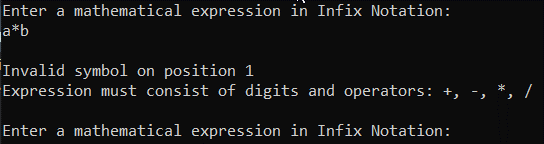 Enter a mathematical expression in Infix Notation:
a*b
Invalid symbol on position 1
Expression must consist of digits and operators: +, -, *, /
Enter a mathematical expression in Infix Notation: